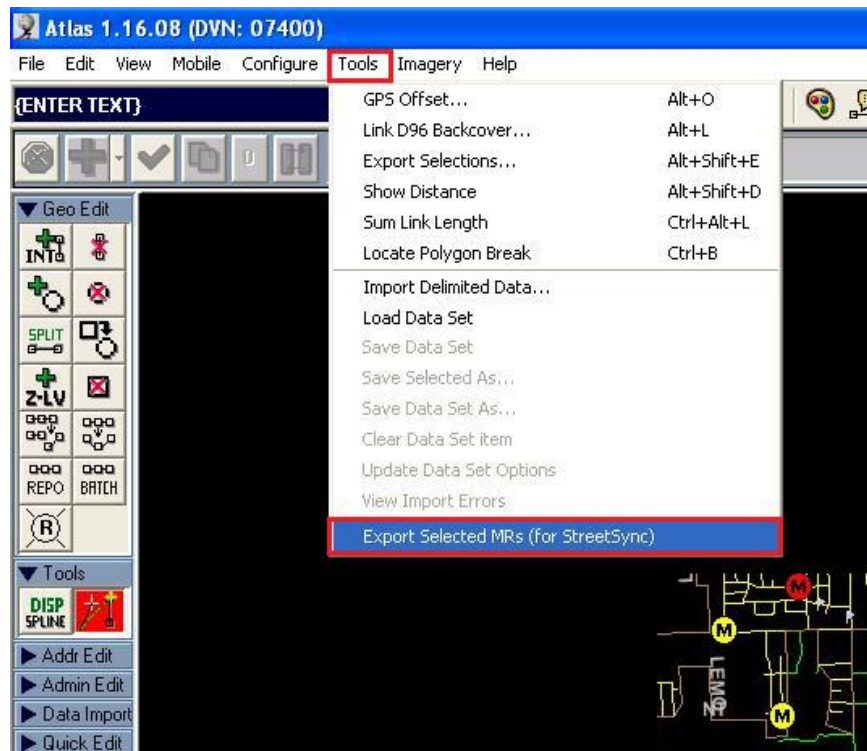 Atlas 1.16.08 (DVN: 07400)
File Edit View Mobile Configure Tools Imagery Help
{ENTER TEXT}
GPS Offset... Alt+O
Link D96 Backcover... Alt+L
Export Selections... Alt+Shift+E
Show Distance Alt+Shift+D
Sum Link Length Ctrl+Alt+L
Locate Polygon Break Ctrl+B
Import Delimited Data...
Load Data Set
Save Data Set
Save Selected As...
Save Data Set As...
Clear Data Set item
Update Data Set Options
View Import Errors
Export Selected MRs (for StreetSync)
Geo Edit
INT
SPLIT
Z-LV
REPO BATCH
R
Tools
DISP
SPLINE
Addr Edit
Admin Edit
Data Import
Quick Edit
M
M
M